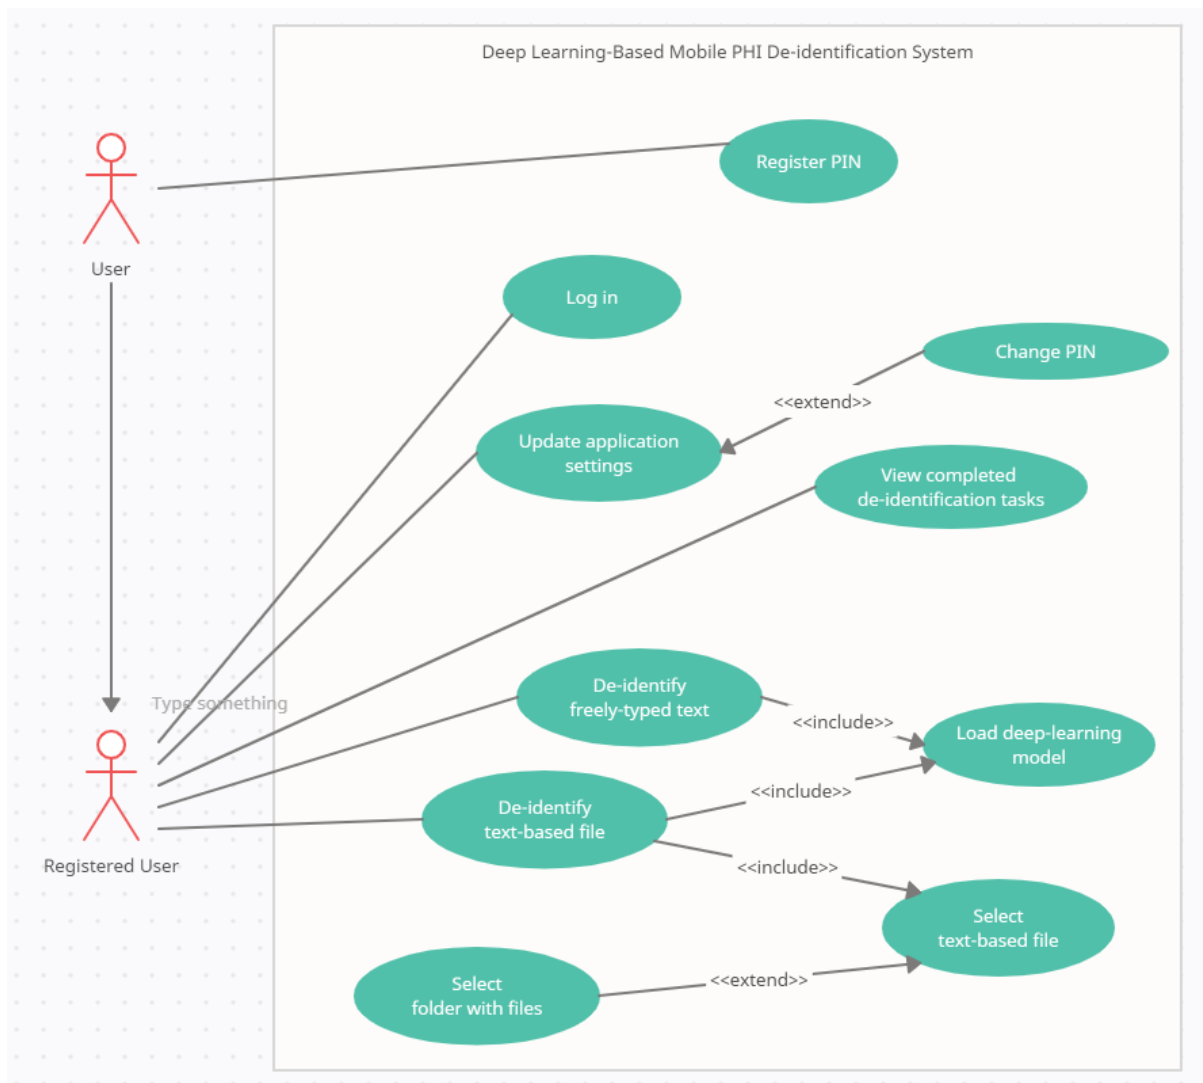 Deep Learning-Based Mobile PHI De-identification System
Register PIN
User
Log in
Change PIN
<<extend>>
Update application
settings
View completed
de-identification tasks
Type something
De-identify
freely-typed text
<<include>>
Load deep-learning
model
<<include>>
De-identify
text-based file
Registered User
<<include>>
Select
text-based file
<<extend>>
Select
folder with files